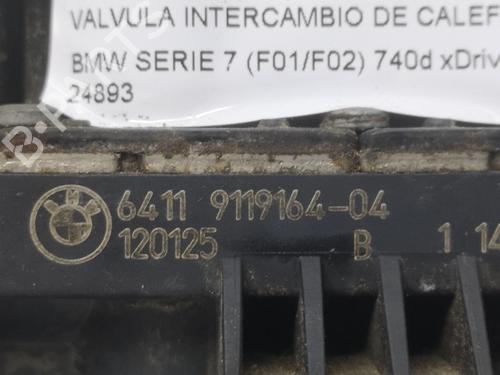 VALVULA INTERCAMBIO DE CALEF
BMW SERIE 7 (F01/F02) 740d xDriv
24893
6411 9119164-04
120125 B 1 14